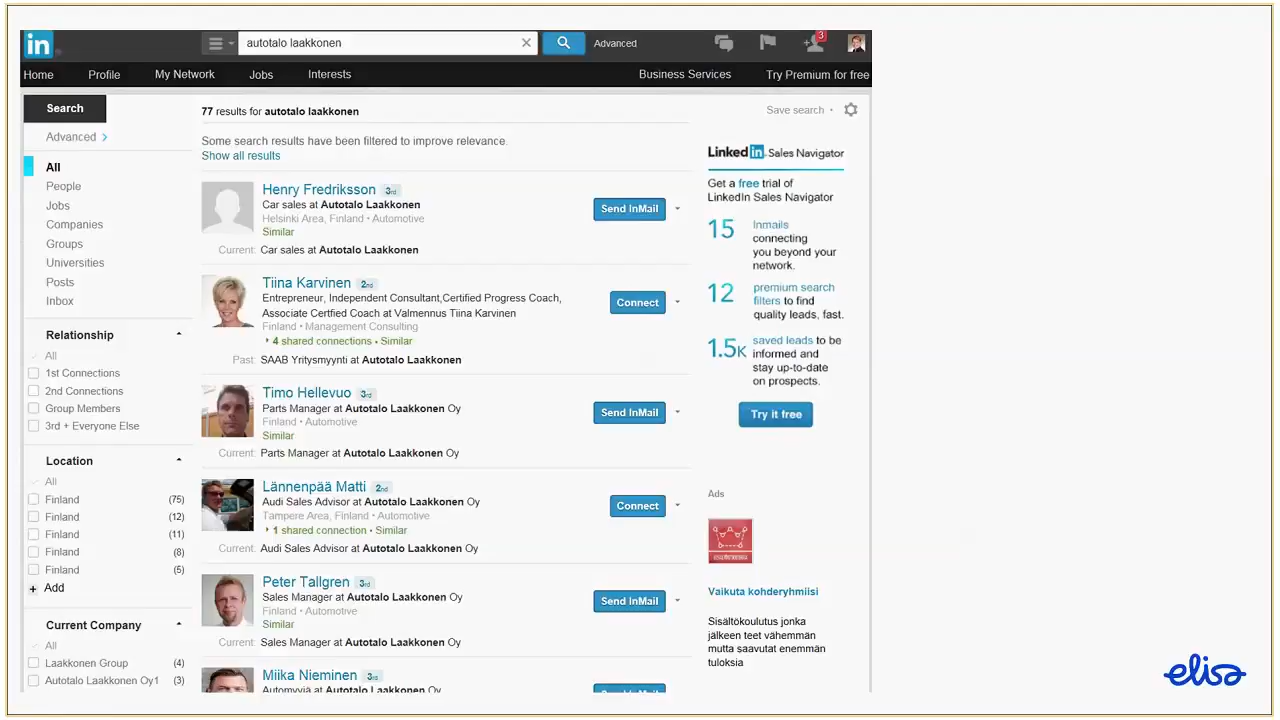 in
autotalo laakkonen
Advanced
3
Home Profile My Network Jobs Interests Business Services Try Premium for free
Search
Advanced
All
People
Jobs
Companies
Groups
Universities
Posts
Inbox
Relationship
All
1st Connections
2nd Connections
Group Members
3rd + Everyone Else
Location
All
Finland (75)
Finland (12)
Finland (11)
Finland (8)
Finland (5)
+ Add
Current Company
All
Laakkonen Group (4)
Autotalo Laakkonen Oy1 (3)
77 results for autotalo laakkonen
Save search
Some search results have been filtered to improve relevance.
Show all results
Henry Fredriksson 3rd
Car sales at Autotalo Laakkonen
Helsinki Area, Finland • Automotive
Similar
Current: Car sales at Autotalo Laakkonen
Send InMail
Tiina Karvinen 2nd
Entrepreneur, Independent Consultant,Certified Progress Coach,
Associate Certfied Coach at Valmennus Tiina Karvinen
Finland • Management Consulting
4 shared connections • Similar
Past: SAAB Yritysmyynti at Autotalo Laakkonen
Connect
Timo Hellevuo 3rd
Parts Manager at Autotalo Laakkonen Oy
Finland • Automotive
Similar
Current: Parts Manager at Autotalo Laakkonen Oy
Send InMail
Lännenpää Matti 2nd
Audi Sales Advisor at Autotalo Laakkonen Oy
Tampere Area, Finland • Automotive
1 shared connection • Similar
Current: Audi Sales Advisor at Autotalo Laakkonen Oy
Connect
Peter Tallgren 3rd
Sales Manager at Autotalo Laakkonen Oy
Finland • Automotive
Similar
Current: Sales Manager at Autotalo Laakkonen Oy
Send InMail
Miika Nieminen 3rd
Automyyjä at Autotalo Laakkonen Oy
Send InMail
Linked in Sales Navigator
Get a free trial of
LinkedIn Sales Navigator
15 Inmails
connecting
you beyond your
network.
12 premium search
filters to find
quality leads, fast.
1.5K saved leads to be
informed and
stay up-to-date
on prospects.
Try it free
Ads
Vaikuta kohderyhmiisi
Sisältökoulutus jonka
jälkeen teet vähemmän
mutta saavutat enemmän
tuloksia
elisa